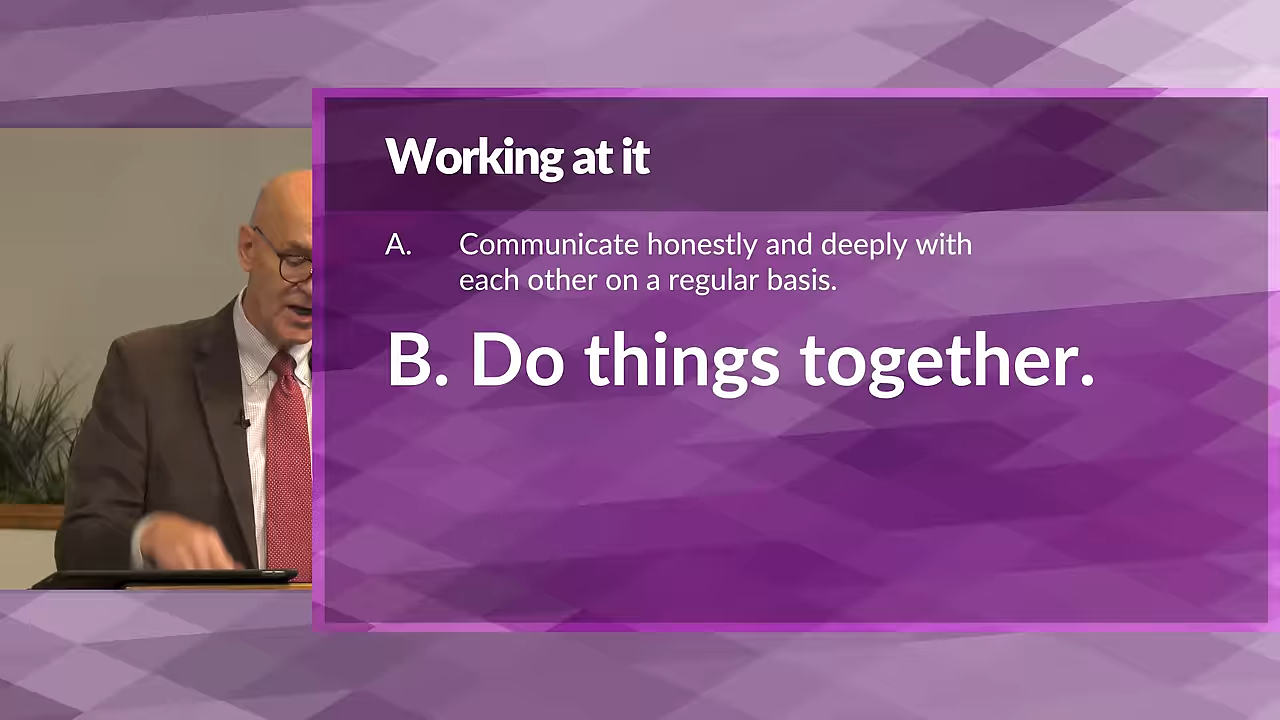 Working at it
A. Communicate honestly and deeply with
each other on a regular basis.
B. Do things together.